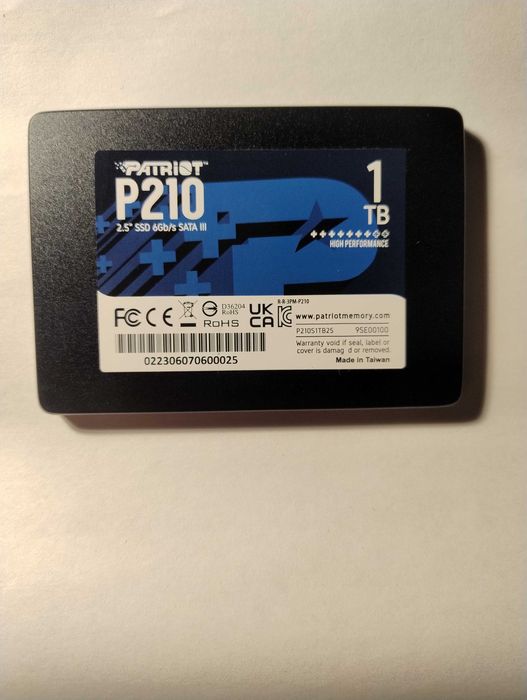 PATRIOT
P210
2.5" SSD 6Gb/s SATA III
1
TB
HIGH PERFORMANCE
R-R-3PM-P210
FC CE D36204
RoHS
RoHS
UK
CA
www.patriotmemory.com
P210S1TB25 9SE00100
Warranty void if seal, label or
cover is damag d or removed.
Made in Taiwan
022306070600025